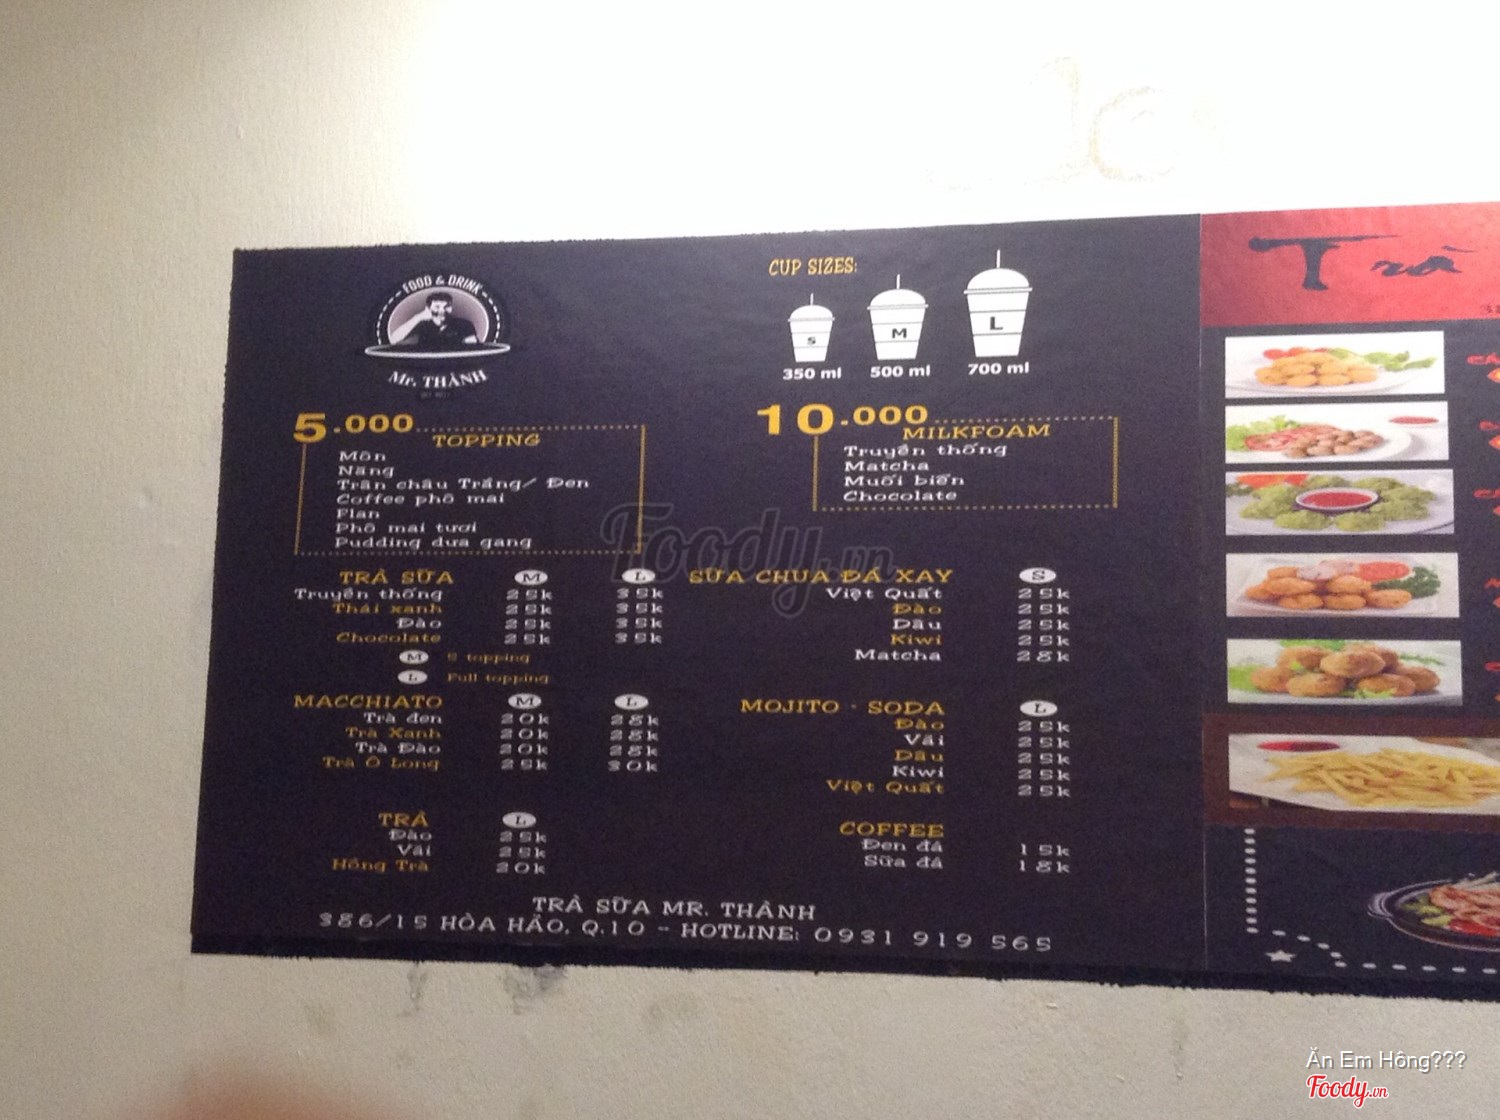 CUP SIZES:
FOOD & DRINK
Mr. THÀNH
S
M
L
350 ml
500 ml
700 ml
5.000
TOPPING
Môn
Năng
Trân châu Trắng/ Đen
Coffee phô mai
Flan
Phô mai tươi
Pudding dưa gang
10.000
MILKFOAM
Truyền thống
Matcha
Muối biển
Chocolate
TRÀ SỮA M L
Truyền thống 25k 35k
Thái xanh 25k 35k
Đào 25k 35k
Chocolate 25k 35k
M topping
L Full topping
MACCHIATO M L
Trà đen 20k 28k
Trà Xanh 20k 28k
Trà Đào 20k 28k
Trà Ô Long 25k 30k
TRÀ L
Đào 25k
Vải 25k
Hồng Trà 20k
SỮA CHUA ĐÁ XAY S
Việt Quất 25k
Đào 25k
Dâu 25k
Kiwi 25k
Matcha 28k
MOJITO - SODA L
Đào 25k
Vải 25k
Dâu 25k
Kiwi 25k
Việt Quất 25k
COFFEE
Đen đá 15k
Sữa đá 18k
TRÀ SỮA MR. THÀNH
386/15 HÒA HẢO, Q.10 - HOTLINE: 0931 919 565
Trà
Foody.vn
Ăn Em Hông???
Foody.vn